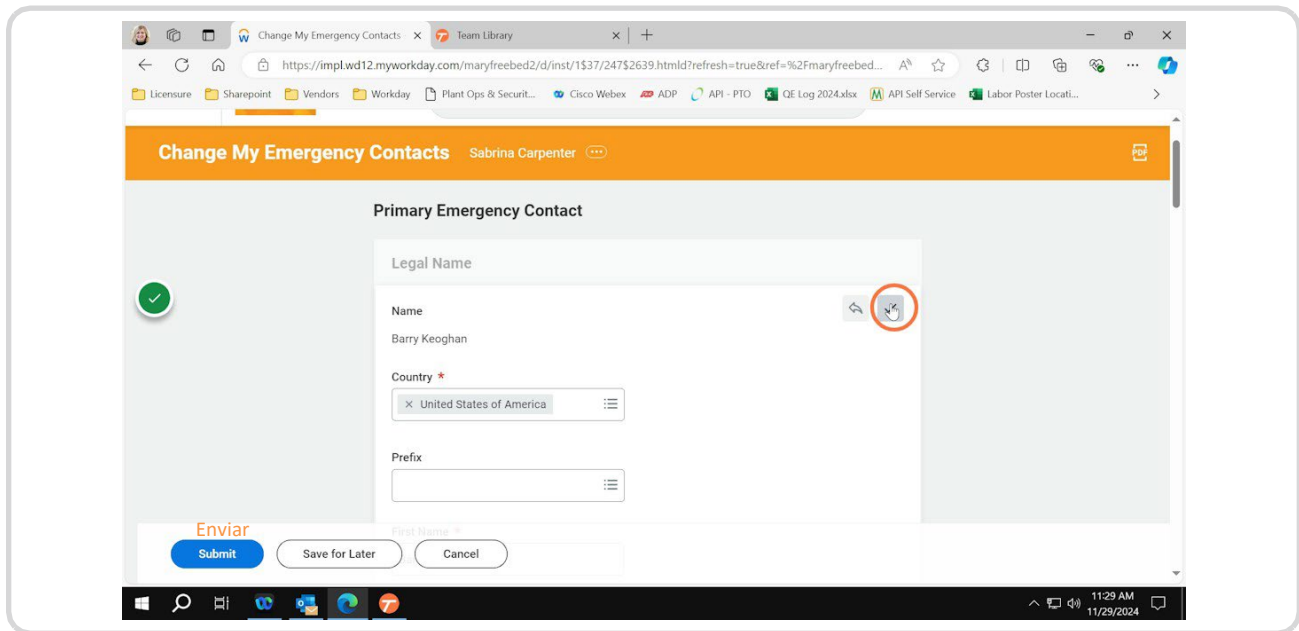 Change My Emergency Contacts
Team Library
https://impl.wd12.myworkday.com/maryfreebed2/d/inst/1$37/247$2639.htmld?refresh=true&ref=%2Fmaryfreebed...
Licensure Sharepoint Vendors Workday Plant Ops & Securit... Cisco Webex ADP API - PTO QE Log 2024.xlsx API Self Service Labor Poster Locati...
Change My Emergency Contacts Sabrina Carpenter
PDF
Primary Emergency Contact
Legal Name
Name
Barry Keoghan
Country *
× United States of America
Prefix
First Name *
Enviar
Submit Save for Later Cancel
11:29 AM
11/29/2024